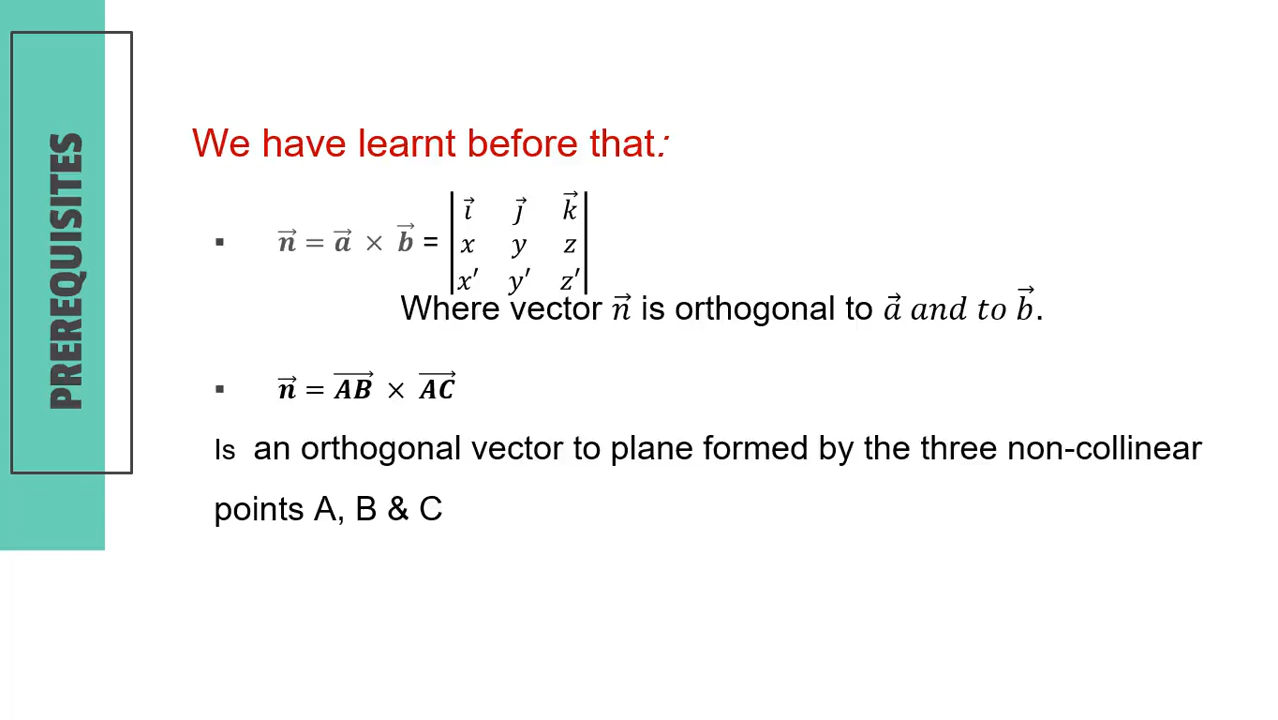 PREREQUISITES
We have learnt before that:
▪ n⃗ = a⃗ × b⃗ = | i⃗ j⃗ k⃗ |
| x y z |
| x′ y′ z′ |
Where vector n⃗ is orthogonal to a⃗ and to b⃗.
▪ n⃗ = AB⃗ × AC⃗
Is an orthogonal vector to plane formed by the three non-collinear
points A, B & C